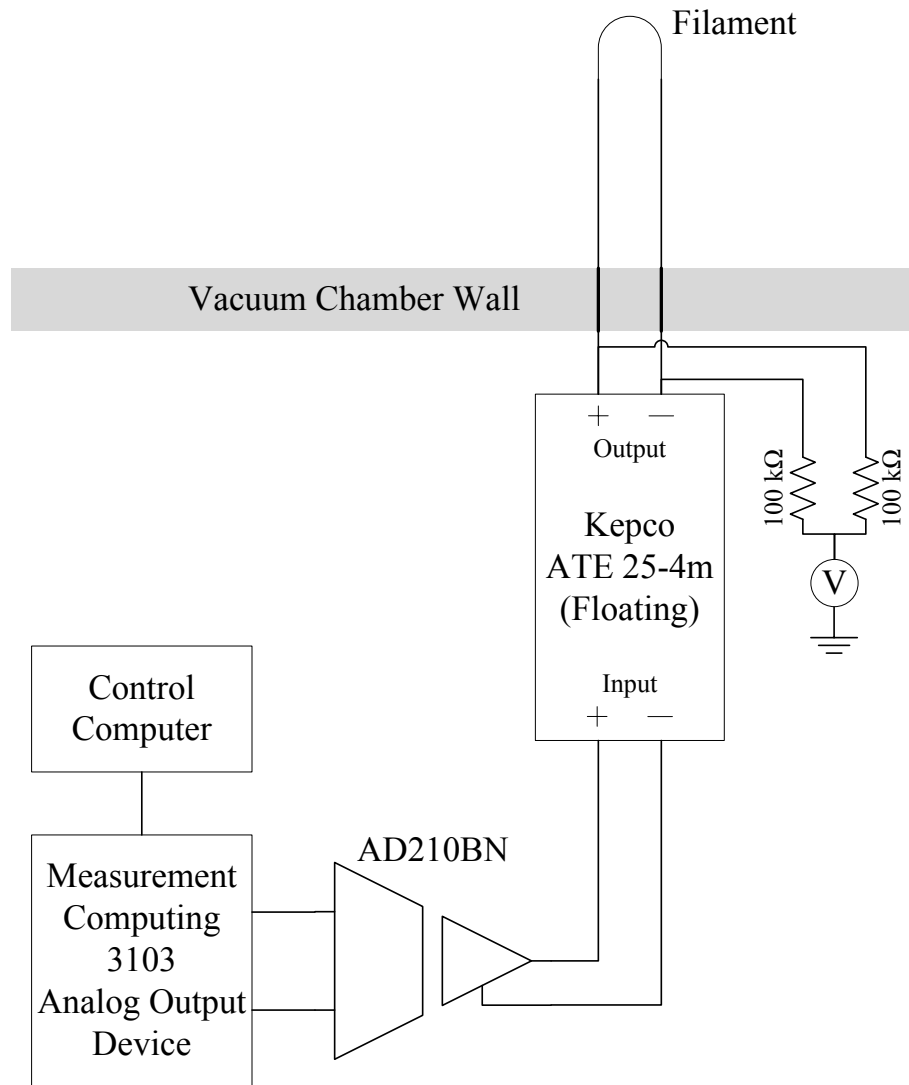 Filament
Vacuum Chamber Wall
+ —
Output
100 kΩ
100 kΩ
Kepco
ATE 25-4m
(Floating)
V
Input
+ —
Control
Computer
AD210BN
Measurement
Computing
3103
Analog Output
Device